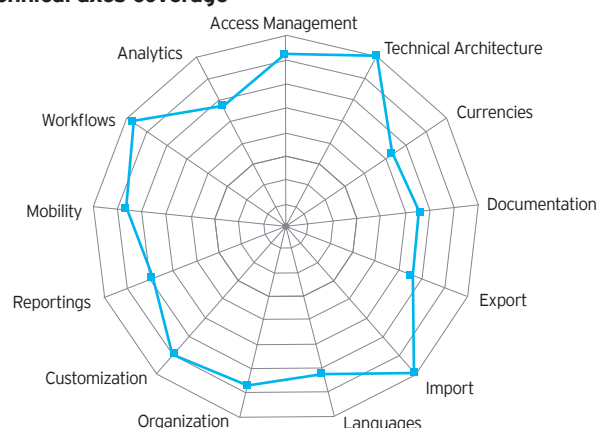 Access Management
Analytics
Technical Architecture
Workflows
Currencies
Mobility
Documentation
Reportings
Export
Customization
Import
Organization
Languages